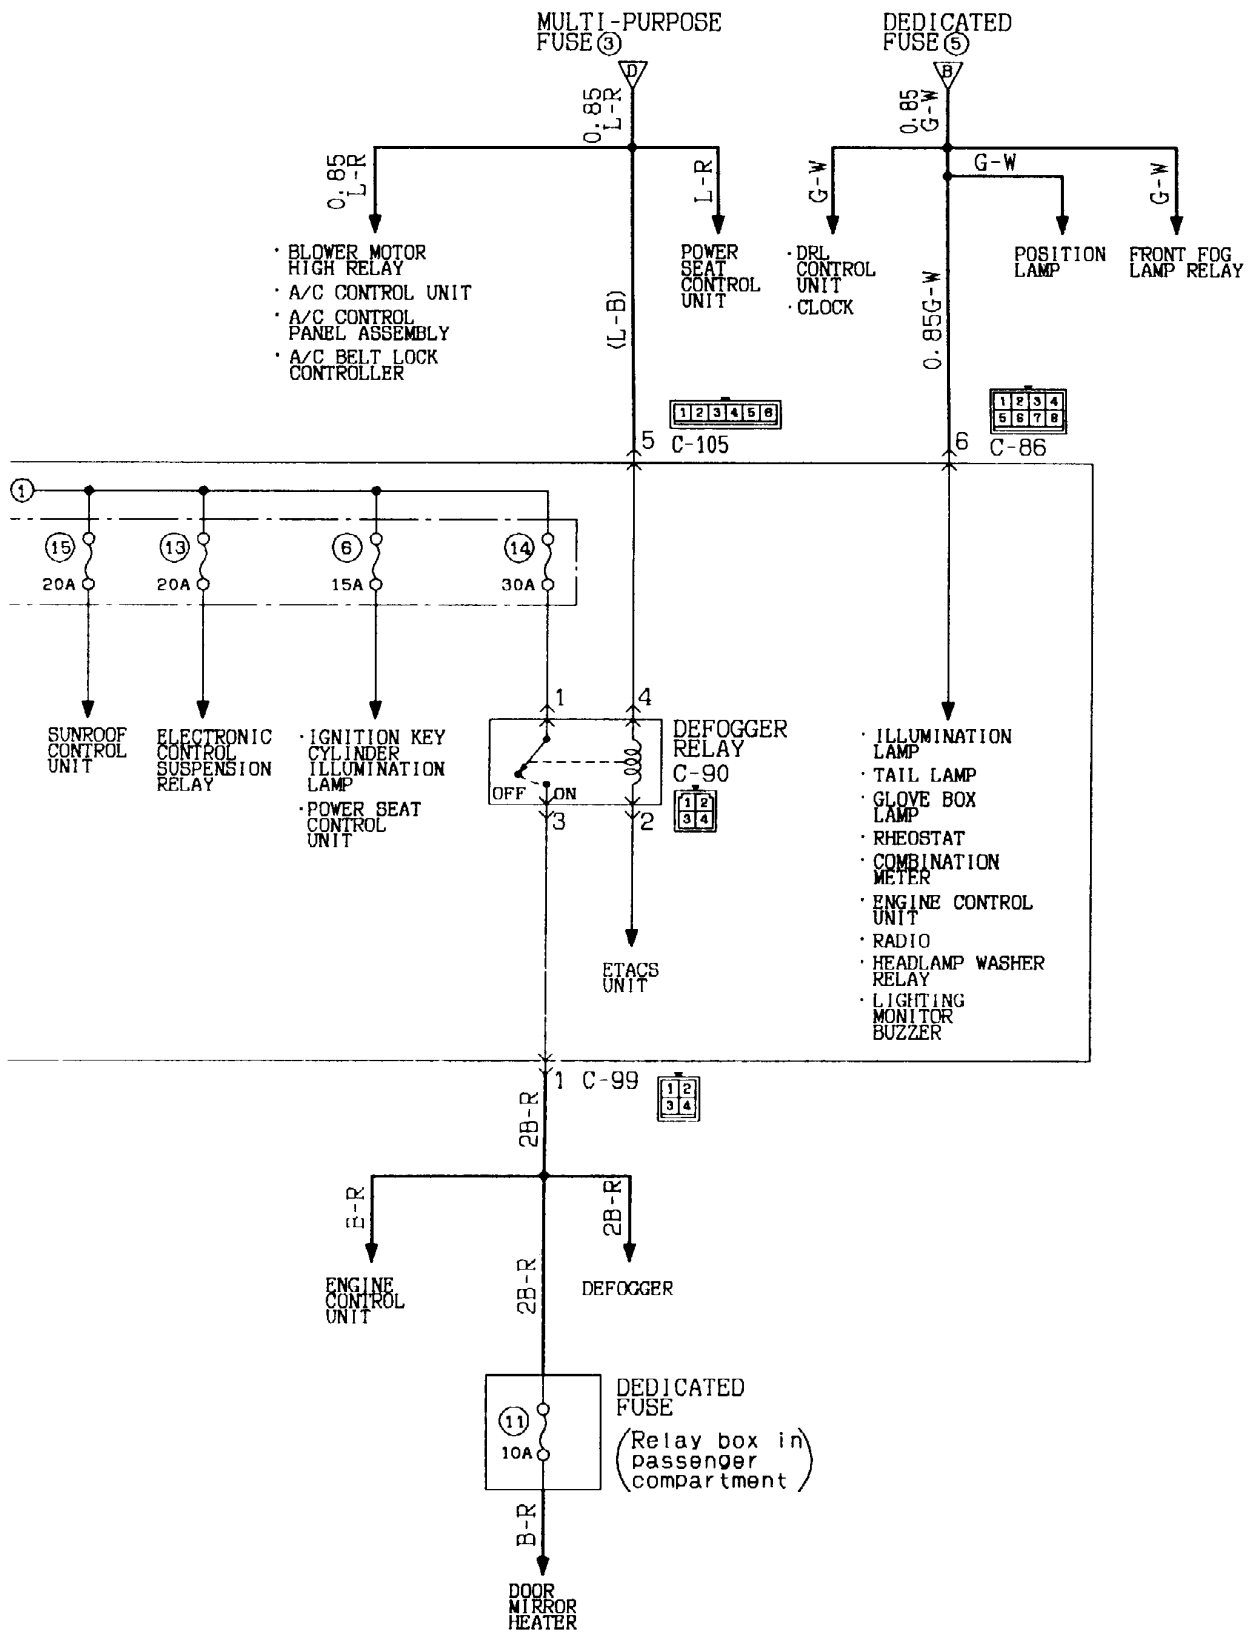 MULTI-PURPOSE
FUSE ③
DEDICATED
FUSE ⑤
D
B
0.85
L-R
0.85
G-W
0.85
L-R
L-R
G-W
G-W
G-W
· BLOWER MOTOR
HIGH RELAY
· A/C CONTROL UNIT
· A/C CONTROL
PANEL ASSEMBLY
· A/C BELT LOCK
CONTROLLER
(L-B)
POWER
SEAT
CONTROL
UNIT
· DRL
CONTROL
UNIT
· CLOCK
0.85G-W
POSITION
LAMP
FRONT FOG
LAMP RELAY
1 2 3 4 5 6
5
C-105
1 2 3 4
5 6 7 8
6
C-86
①
⑮
20A
⑬
20A
⑥
15A
⑭
30A
SUNROOF
CONTROL
UNIT
ELECTRONIC
CONTROL
SUSPENSION
RELAY
· IGNITION KEY
CYLINDER
ILLUMINATION
LAMP
· POWER SEAT
CONTROL
UNIT
1
4
OFF
ON
3
2
DEFOGGER
RELAY
C-90
1 2
3 4
ETACS
UNIT
· ILLUMINATION
LAMP
· TAIL LAMP
· GLOVE BOX
LAMP
· RHEOSTAT
· COMBINATION
METER
· ENGINE CONTROL
UNIT
· RADIO
· HEADLAMP WASHER
RELAY
· LIGHTING
MONITOR
BUZZER
1
C-99
1 2
3 4
2B-R
B-R
2B-R
2B-R
ENGINE
CONTROL
UNIT
DEFOGGER
⑪
10A
DEDICATED
FUSE
(Relay box in
passenger
compartment)
B-R
DOOR
MIRROR
HEATER